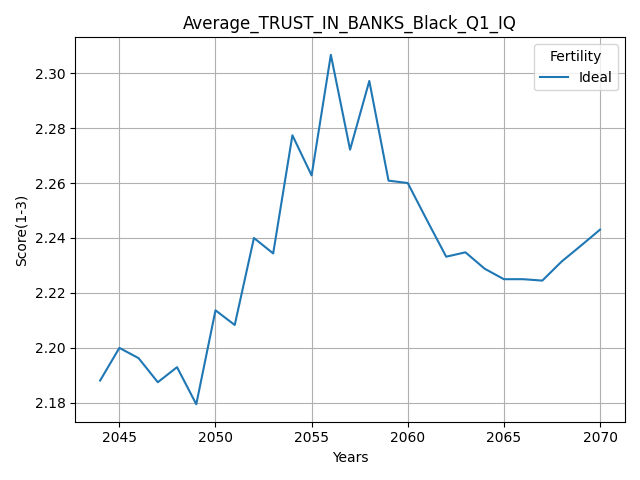 Average_TRUST_IN_BANKS_Black_Q1_IQ
Fertility
Ideal
Score(1-3)
2.30
2.28
2.26
2.24
2.22
2.20
2.18
2045 2050 2055 2060 2065 2070
Years